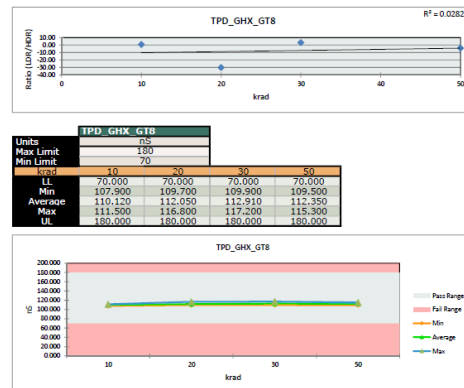 TPD_GHX_GT8
R² = 0.0282
Ratio (LDR/HDR)
10.00
0.00
-10.00
-20.00
-30.00
-40.00
0 10 20 30 40 50
krad
TPD_GHX_GT8
Units nS
Max Limit 180
Min Limit 70
krad 10 20 30 50
LL 70.000 70.000 70.000 70.000
Min 107.900 109.700 109.900 109.500
Average 110.120 112.050 112.910 112.350
Max 111.500 116.800 117.200 115.300
UL 180.000 180.000 180.000 180.000
TPD_GHX_GT8
nS
200.000
180.000
160.000
140.000
120.000
100.000
80.000
60.000
40.000
20.000
0.000
10 20 30 50
krad
Pass Range
Fail Range
Min
Average
Max